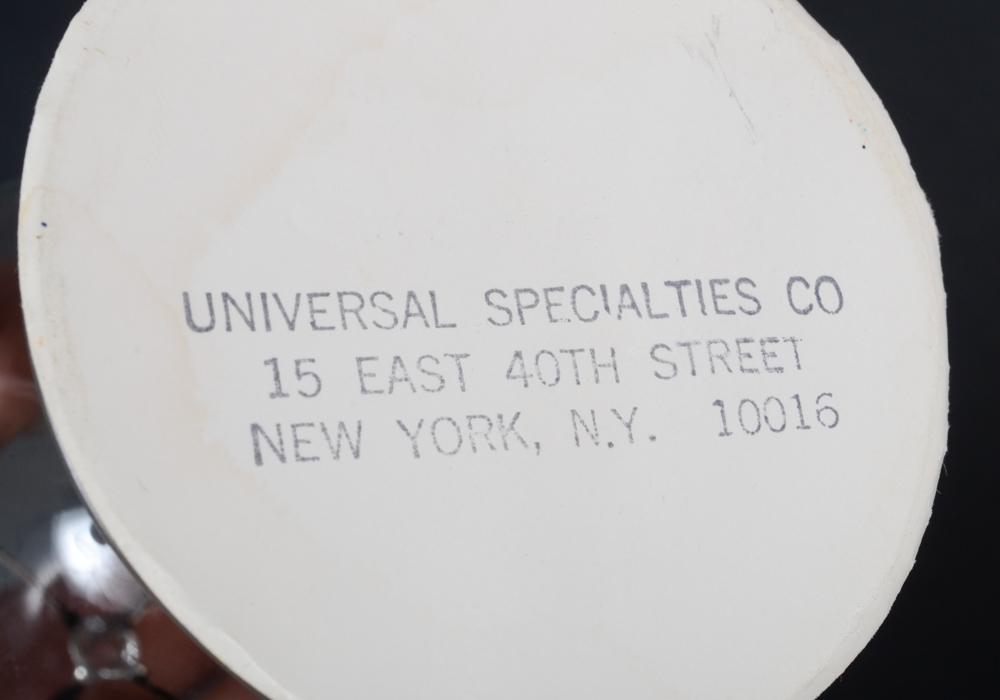 UNIVERSAL SPECIALTIES CO
15 EAST 40TH STREET
NEW YORK, N.Y. 10016